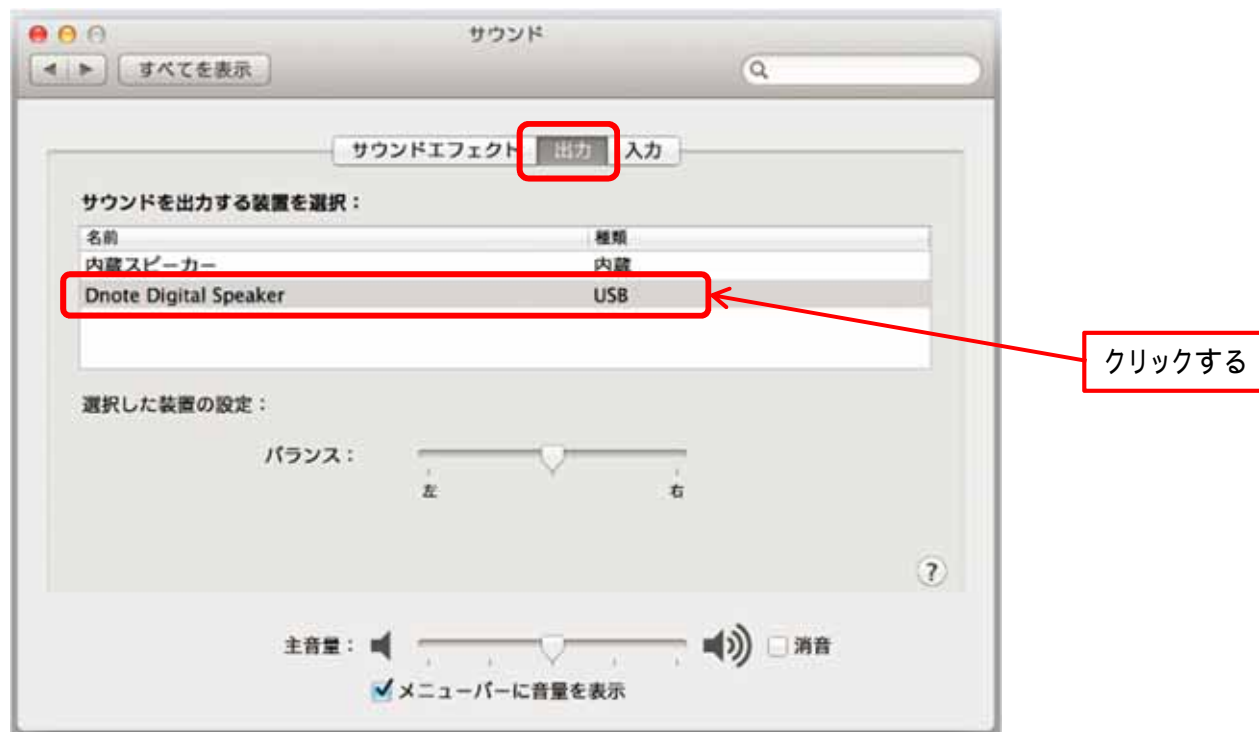 サウンド
すべてを表示
サウンドエフェクト 出力 入力
サウンドを出力する装置を選択：
名前 種類
内蔵スピーカー 内蔵
Dnote Digital Speaker USB
クリックする
選択した装置の設定：
バランス：
左 右
?
主音量： 消音
メニューバーに音量を表示